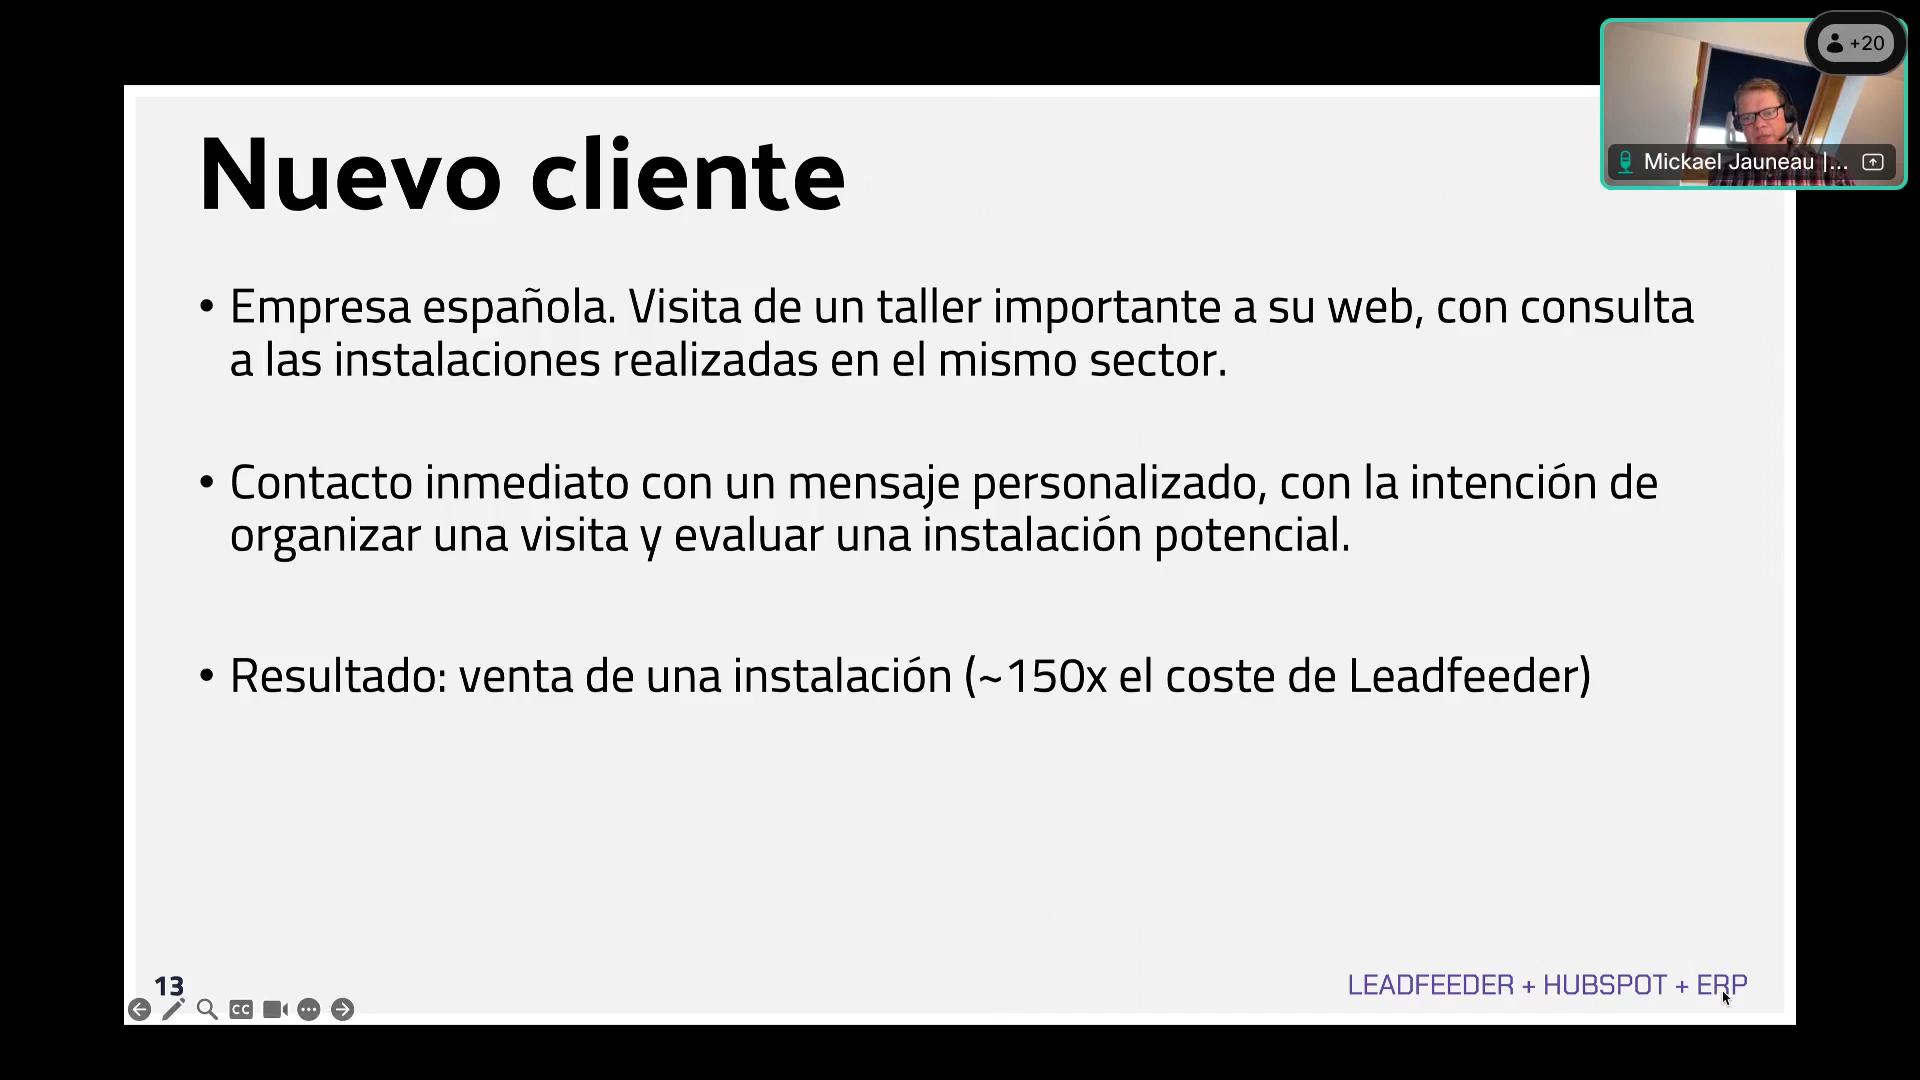 +20
Mickael Jauneau |...
Nuevo cliente
• Empresa española. Visita de un taller importante a su web, con consulta
a las instalaciones realizadas en el mismo sector.
• Contacto inmediato con un mensaje personalizado, con la intención de
organizar una visita y evaluar una instalación potencial.
• Resultado: venta de una instalación (~150x el coste de Leadfeeder)
13
LEADFEEDER + HUBSPOT + ERP
CC